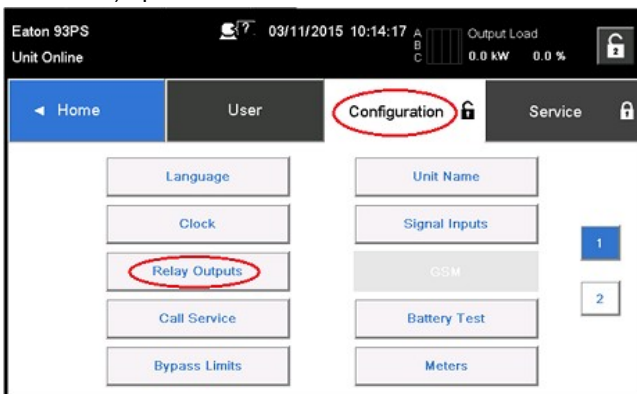 Eaton 93PS
Unit Online
? 03/11/2015 10:14:17
A
B
C
Output Load
0.0 kW 0.0 %
2
◄ Home
User
Configuration
Service
Language
Unit Name
Clock
Signal Inputs
Relay Outputs
GSM
Call Service
Battery Test
Bypass Limits
Meters
1
2